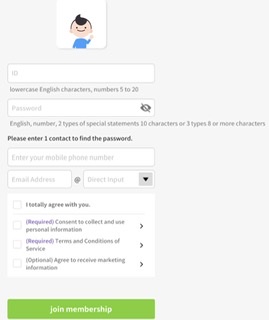 ID
lowercase English characters, numbers 5 to 20
Password
English, number, 2 types of special statements 10 characters or 3 types 8 or more characters
Please enter 1 contact to find the password.
Enter your mobile phone number
Email Address @ Direct Input
I totally agree with you.
(Required) Consent to collect and use
personal information
(Required) Terms and Conditions of
Service
(Optional) Agree to receive marketing
information
join membership